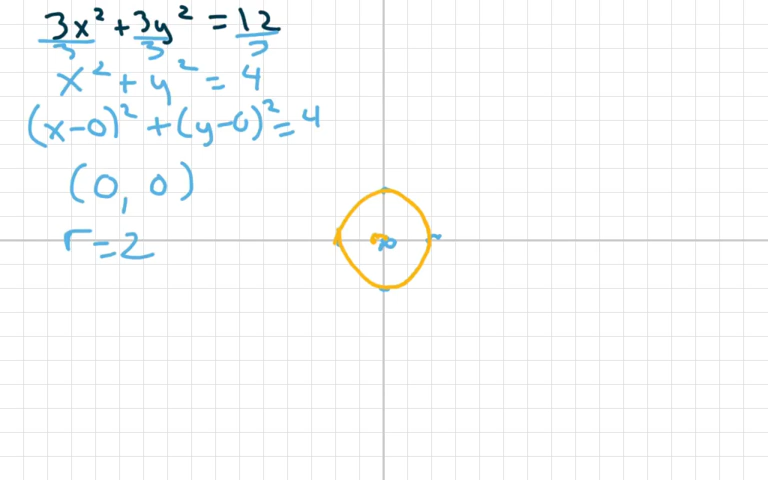 3x² + 3y² = 12
3 3 3
x² + y² = 4
(x-0)² + (y-0)² = 4
(0, 0)
r = 2